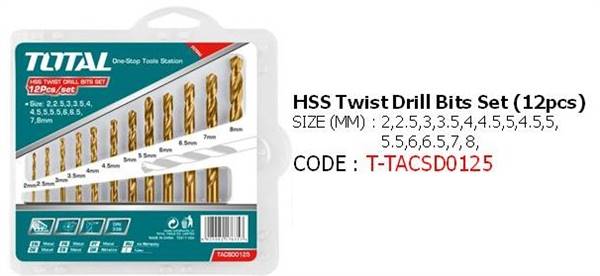 TOTAL
One-Stop Tools Station
HSS TWIST DRILL BITS SET
12Pcs/set
•Size: 2,2.5,3,3.5,4,
4.5,5,5.5,6,6.5,
7,8mm
2mm 2.5mm 3mm 3.5mm 4mm 4.5mm 5mm 5.5mm 6mm 6.5mm 7mm 8mm
TACSD0125
HSS Twist Drill Bits Set (12pcs)
SIZE (MM) : 2,2.5,3,3.5,4,4.5,5,4.5,5,
5.5,6,6.5,7,8,
CODE : T-TACSD0125